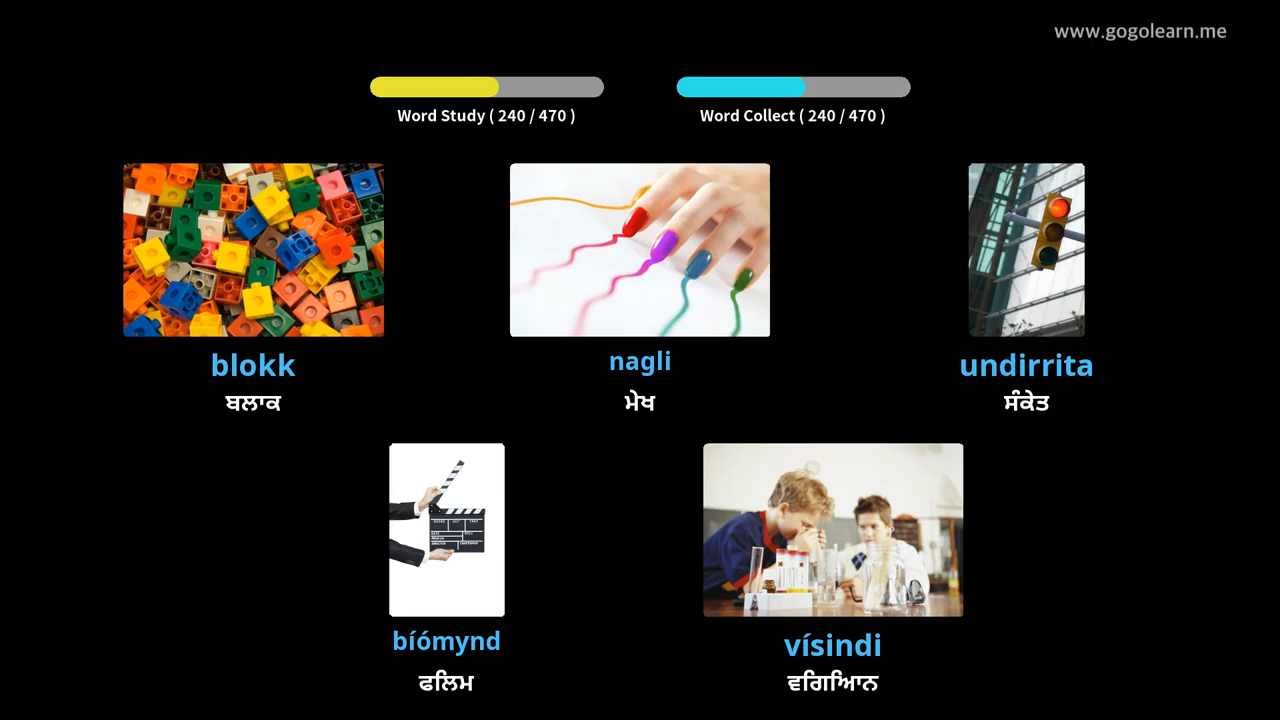 www.gogolearn.me
Word Study ( 240 / 470 )
Word Collect ( 240 / 470 )
blokk
ਬਲਾਕ
nagli
ਮੇਖ
undirrita
ਸੰਕੇਤ
bíómynd
ਫਲਿਮ
vísindi
ਵਗਿਆਿਨ